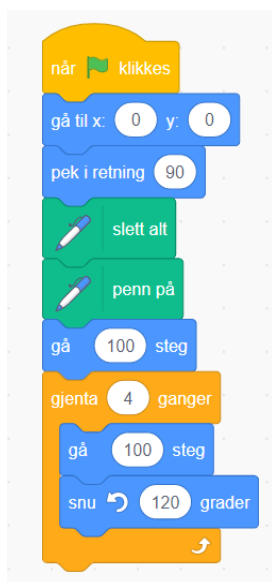 når klikkes
gå til x: 0 y: 0
pek i retning 90
slett alt
penn på
gå 100 steg
gjenta 4 ganger
gå 100 steg
snu 120 grader